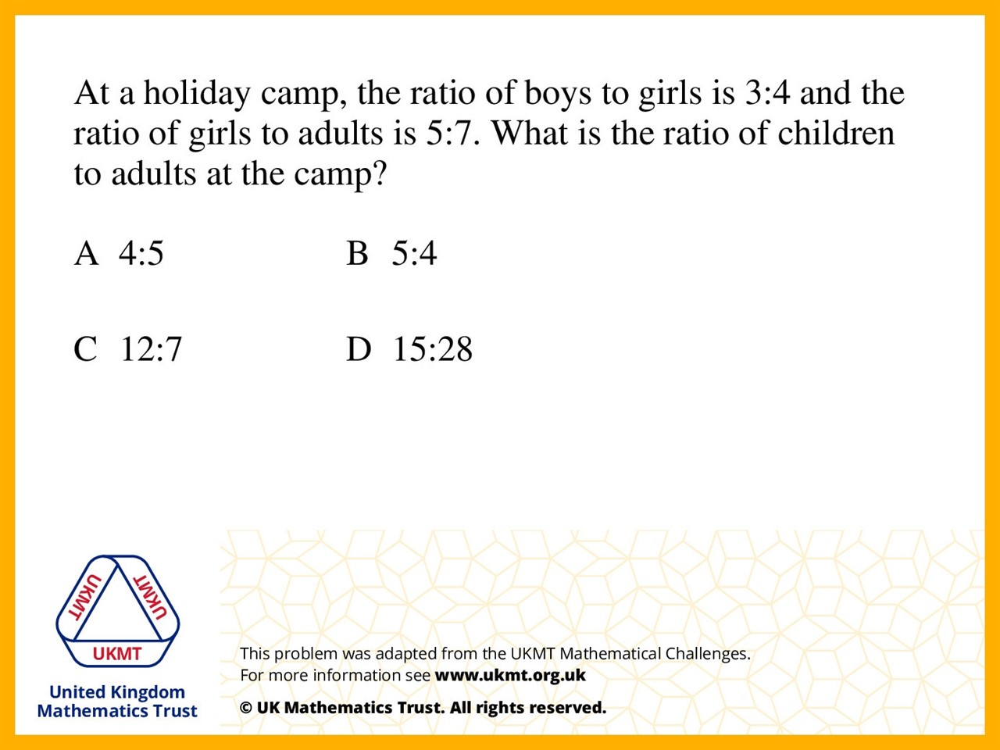 At a holiday camp, the ratio of boys to girls is 3:4 and the
ratio of girls to adults is 5:7. What is the ratio of children
to adults at the camp?
A 4:5 B 5:4
C 12:7 D 15:28
UKMT UKMT
UKMT
United Kingdom
Mathematics Trust
This problem was adapted from the UKMT Mathematical Challenges.
For more information see www.ukmt.org.uk
© UK Mathematics Trust. All rights reserved.